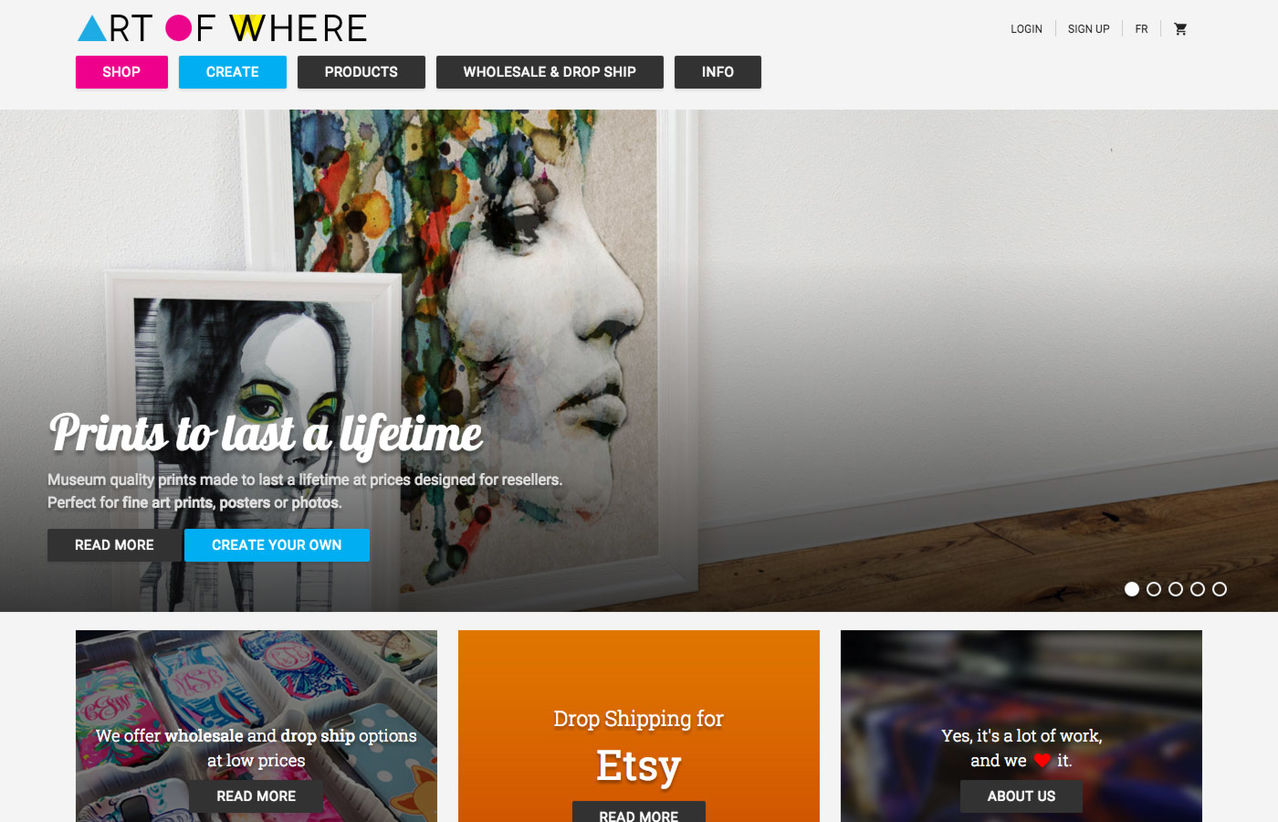 ART OF WHERE
LOGIN
SIGN UP
FR
SHOP
CREATE
PRODUCTS
WHOLESALE & DROP SHIP
INFO
Prints to last a lifetime
Museum quality prints made to last a lifetime at prices designed for resellers.
Perfect for fine art prints, posters or photos.
READ MORE
CREATE YOUR OWN
We offer wholesale and drop ship options
at low prices
READ MORE
Drop Shipping for
Etsy
READ MORE
Yes, it's a lot of work,
and we ❤ it.
ABOUT US